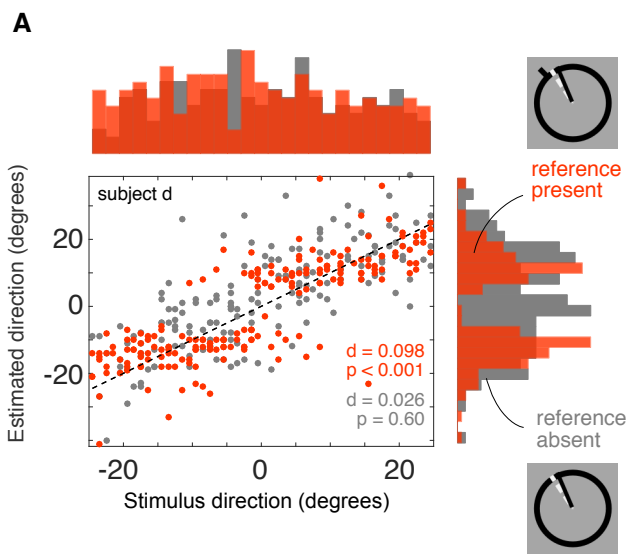 A
subject d
reference
present
Estimated direction (degrees)
20
0
-20
d = 0.098
p < 0.001
d = 0.026
p = 0.60
reference
absent
-20
0
20
Stimulus direction (degrees)